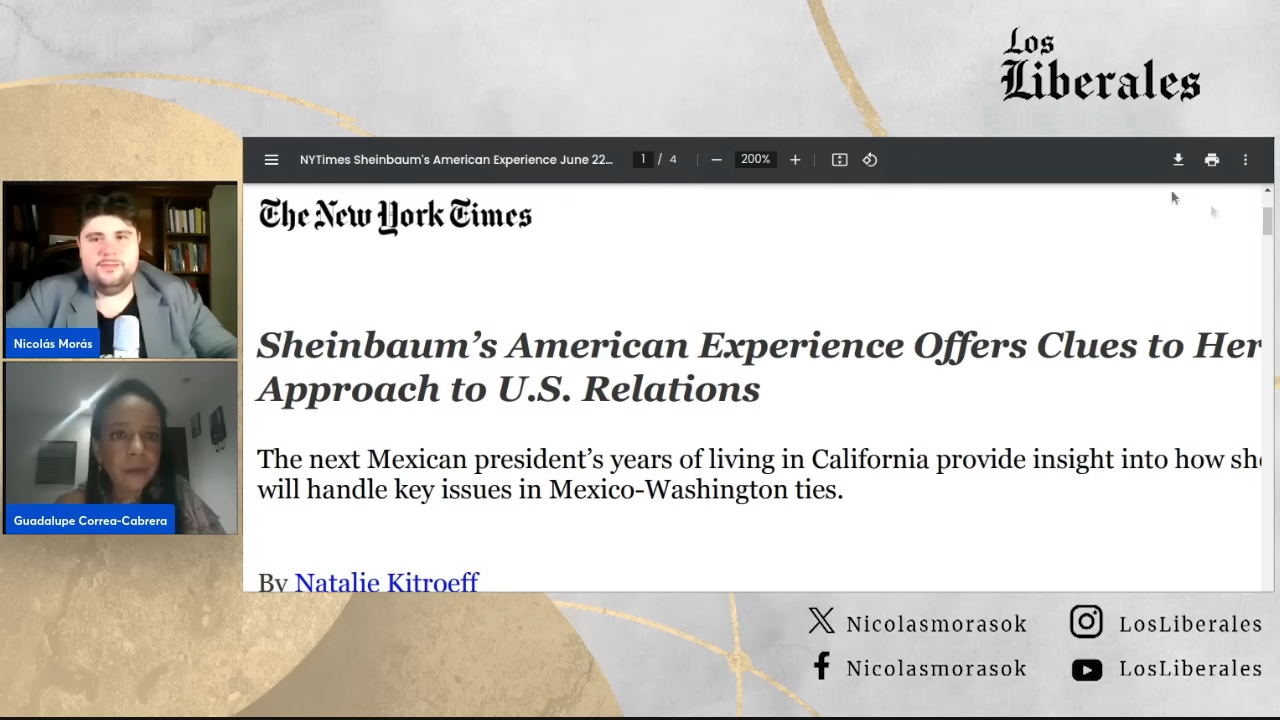 Los
Liberales
NYTimes Sheinbaum's American Experience June 22... 1 / 4 200%
The New York Times
Sheinbaum's American Experience Offers Clues to Her
Approach to U.S. Relations
The next Mexican president's years of living in California provide insight into how she
will handle key issues in Mexico-Washington ties.
By Natalie Kitroeff
Nicolás Morás
Guadalupe Correa-Cabrera
Nicolasmorasok LosLiberales
Nicolasmorasok LosLiberales